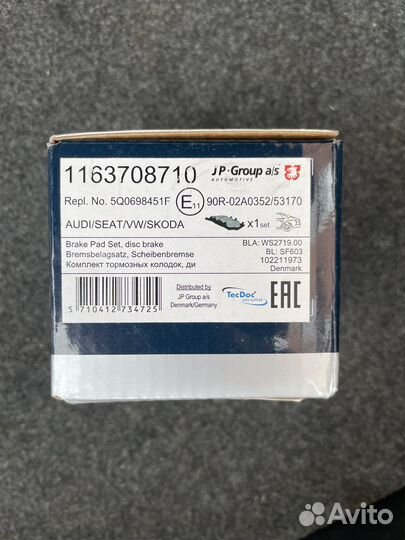 1163708710 JP-Group a/s
AUTOMOTIVE
Repl. No. 5Q0698451F E11 90R-02A0352/53170
AUDI/SEAT/VW/SKODA x1 set
Brake Pad Set, disc brake
Bremsbelagsatz, Scheibenbremse
Комплект тормозных колодок, ди
BLA: WS2719.00
BL: SF603
102211973
Denmark
5 710412 734725
Distributed by
JP Group a/s
Denmark/Germany
TecDoc
EAC
Avito